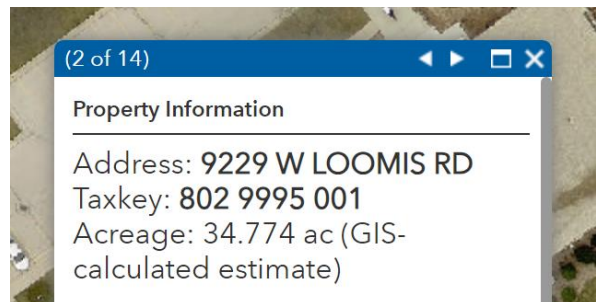 (2 of 14)
Property Information
Address: 9229 W LOOMIS RD
Taxkey: 802 9995 001
Acreage: 34.774 ac (GIS-
calculated estimate)